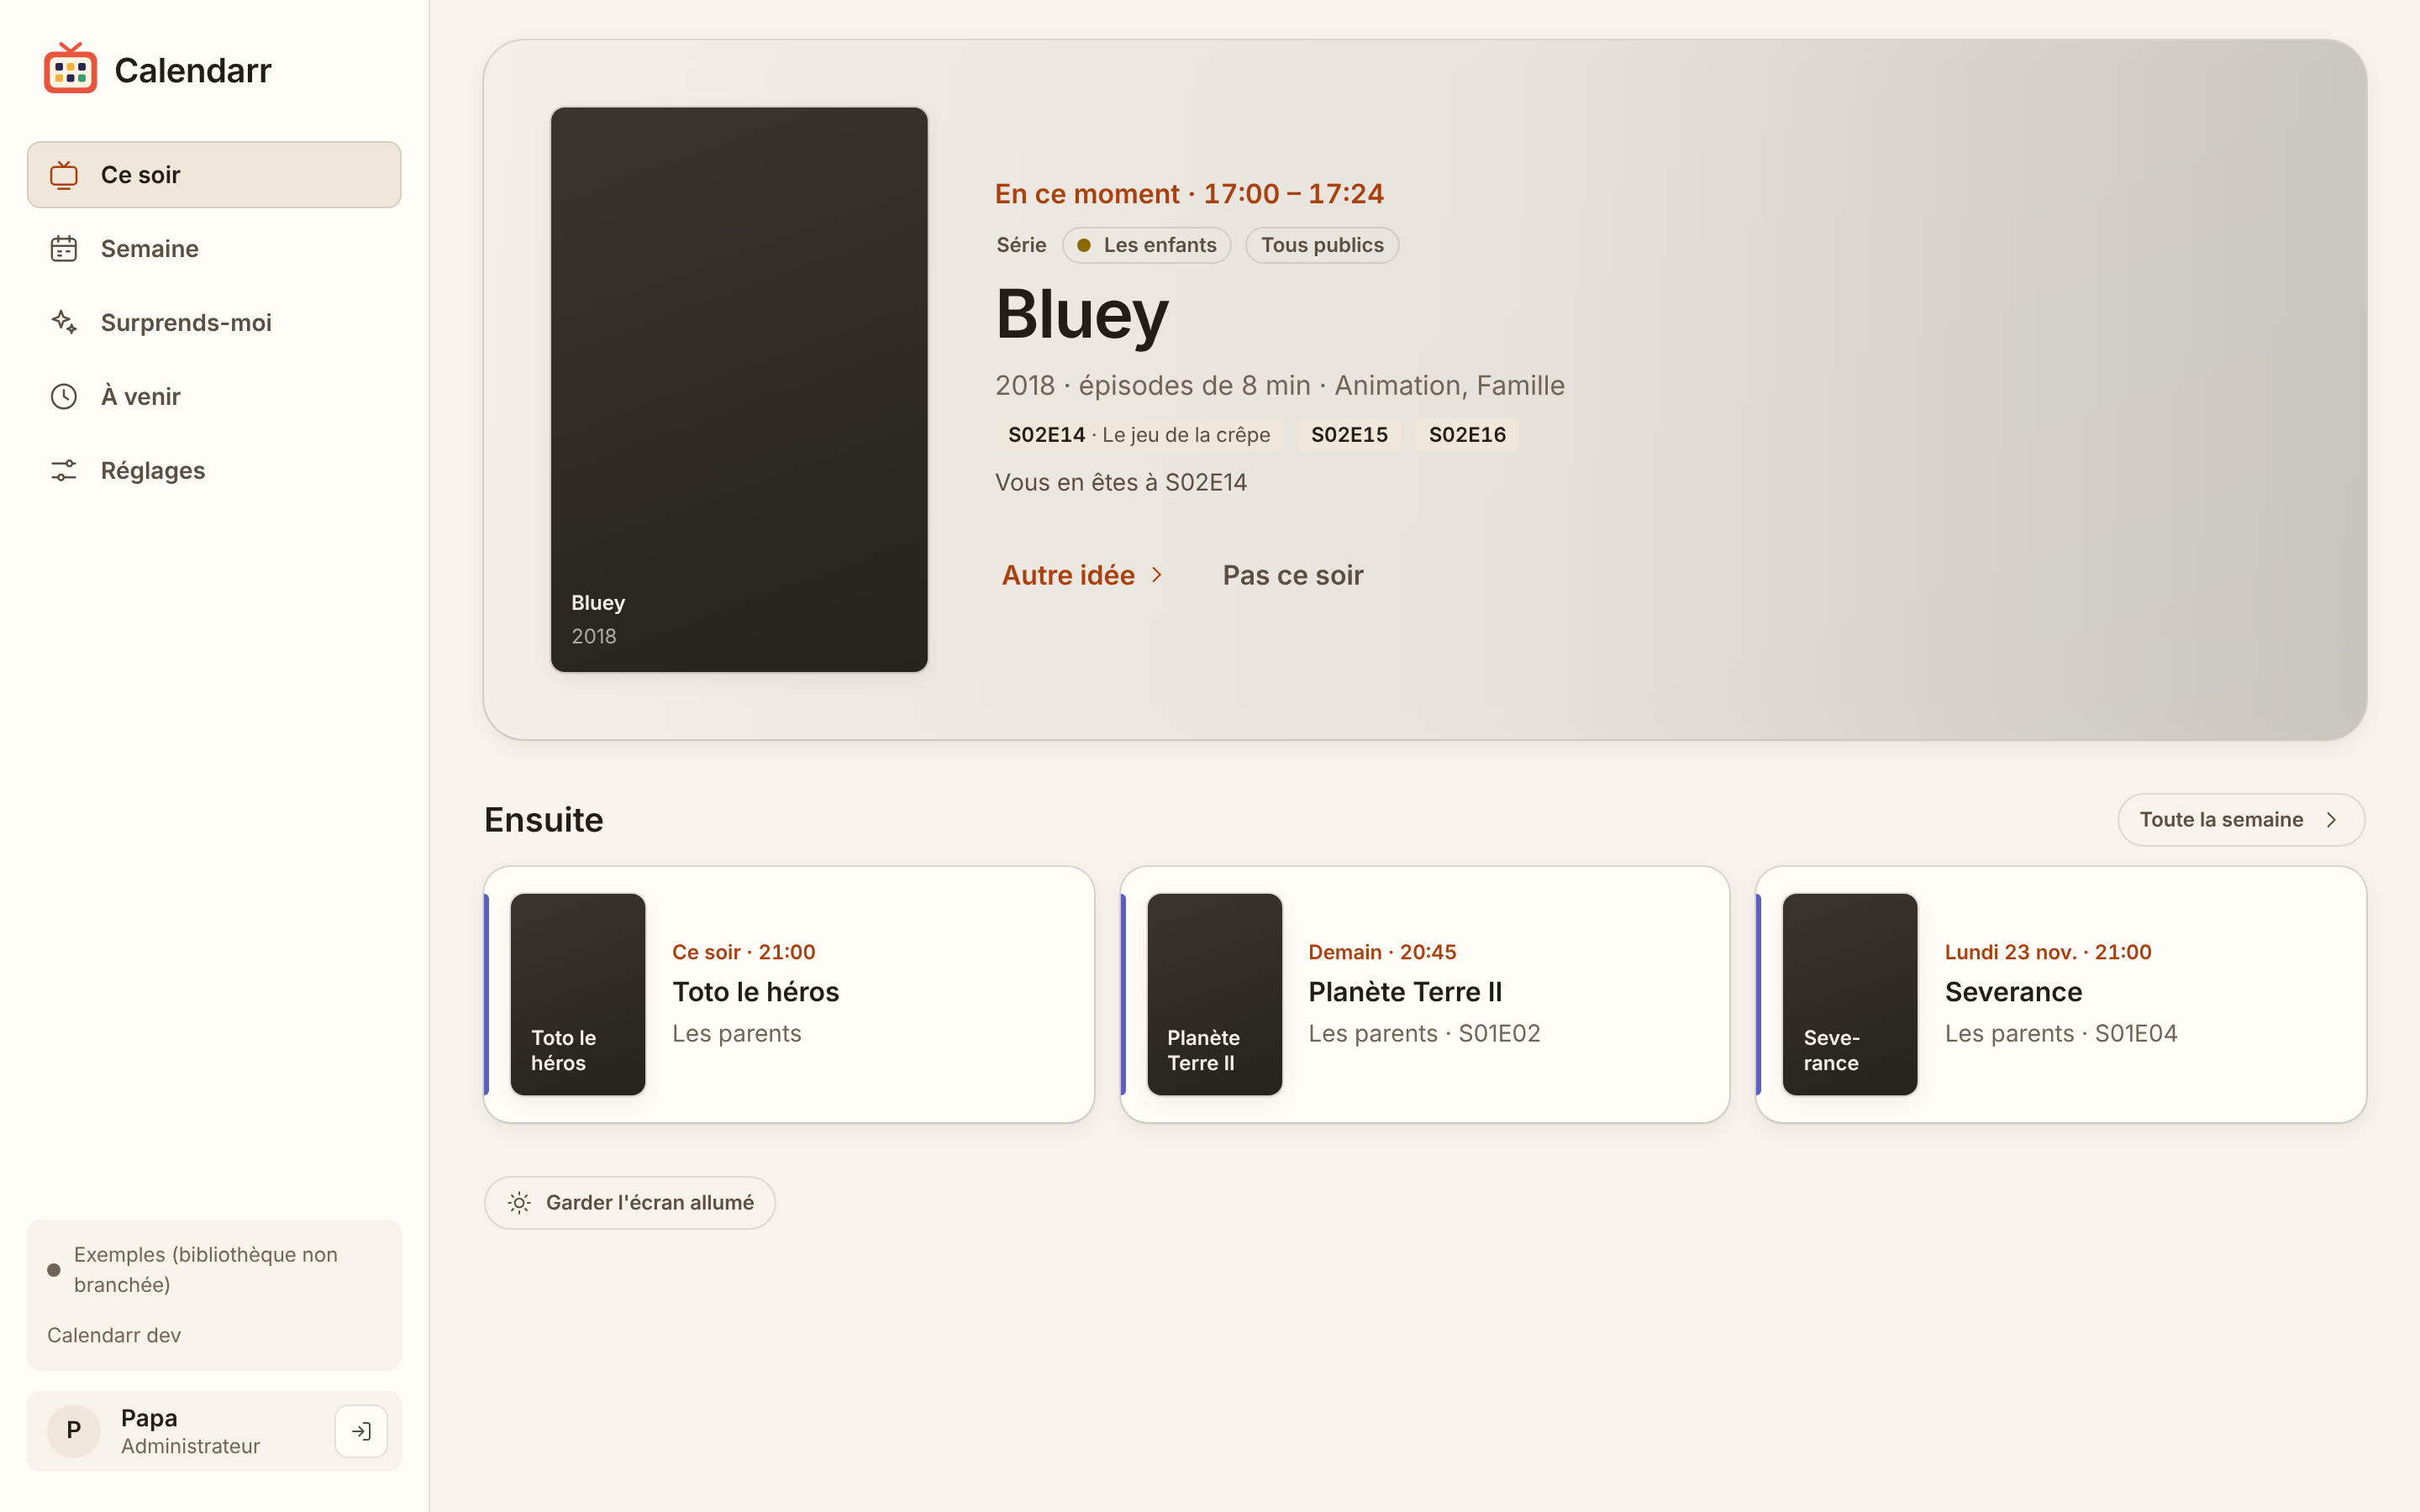 Calendarr
Ce soir
Semaine
Surprends-moi
À venir
Réglages
Exemples (bibliothèque non
branchée)
Calendarr dev
P
Papa
Administrateur
Bluey
2018
En ce moment · 17:00 – 17:24
Série
Les enfants
Tous publics
Bluey
2018 · épisodes de 8 min · Animation, Famille
S02E14 · Le jeu de la crêpe
S02E15
S02E16
Vous en êtes à S02E14
Autre idée
Pas ce soir
Ensuite
Toute la semaine
Toto le
héros
Ce soir · 21:00
Toto le héros
Les parents
Planète
Terre II
Demain · 20:45
Planète Terre II
Les parents · S01E02
Seve-
rance
Lundi 23 nov. · 21:00
Severance
Les parents · S01E04
Garder l'écran allumé